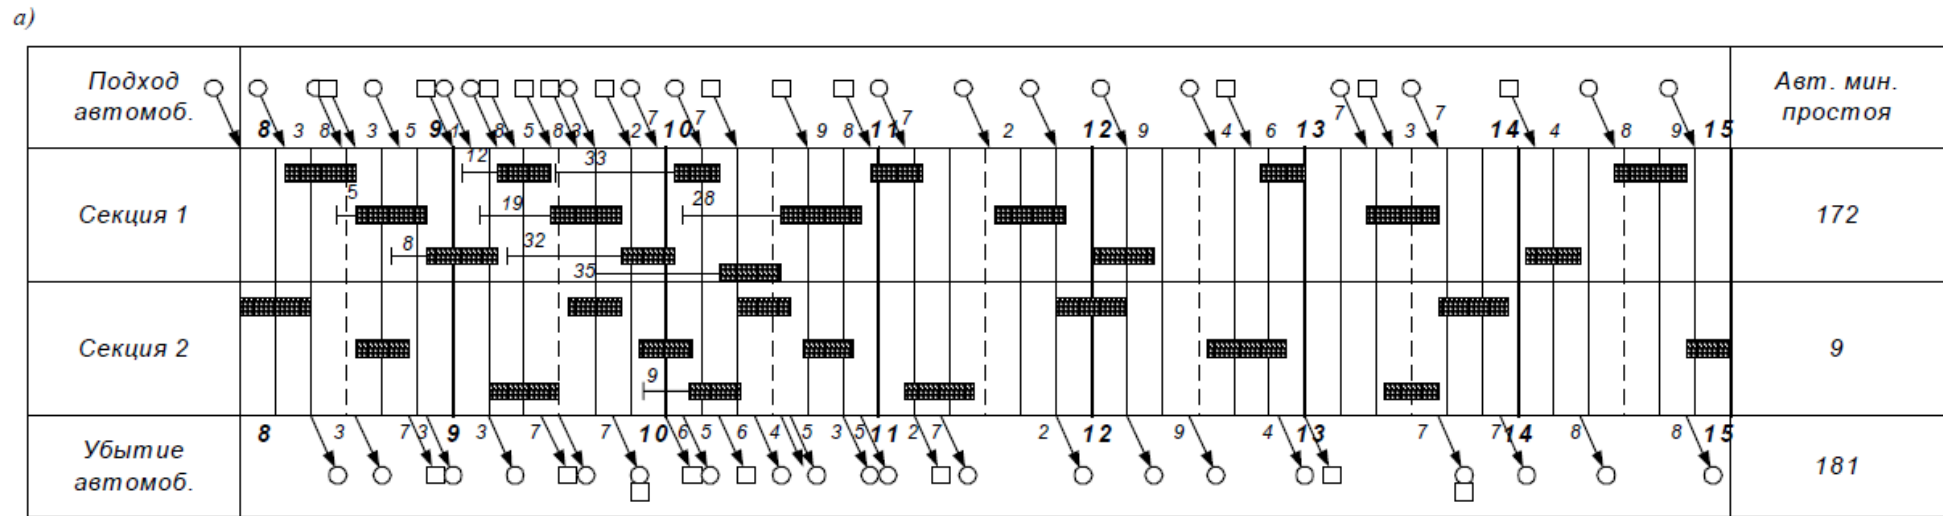 а)
Подход
автомоб.
8 3 8 3 5 9 1 8 5 8 3 2 7 10 7 9 8 11 7 2 12 9 4 6 13 7 3 7 14 4 8 9 15
Авт. мин.
простоя
12 33
5
Секция 1
19 28
172
8 32
35
Секция 2
9
9
Убытие
автомоб.
8 3 7 3 9 3 7 7 10 6 5 6 4 5 3 5 11 2 7 2 12 9 4 13 7 7 14 8 8 15
181